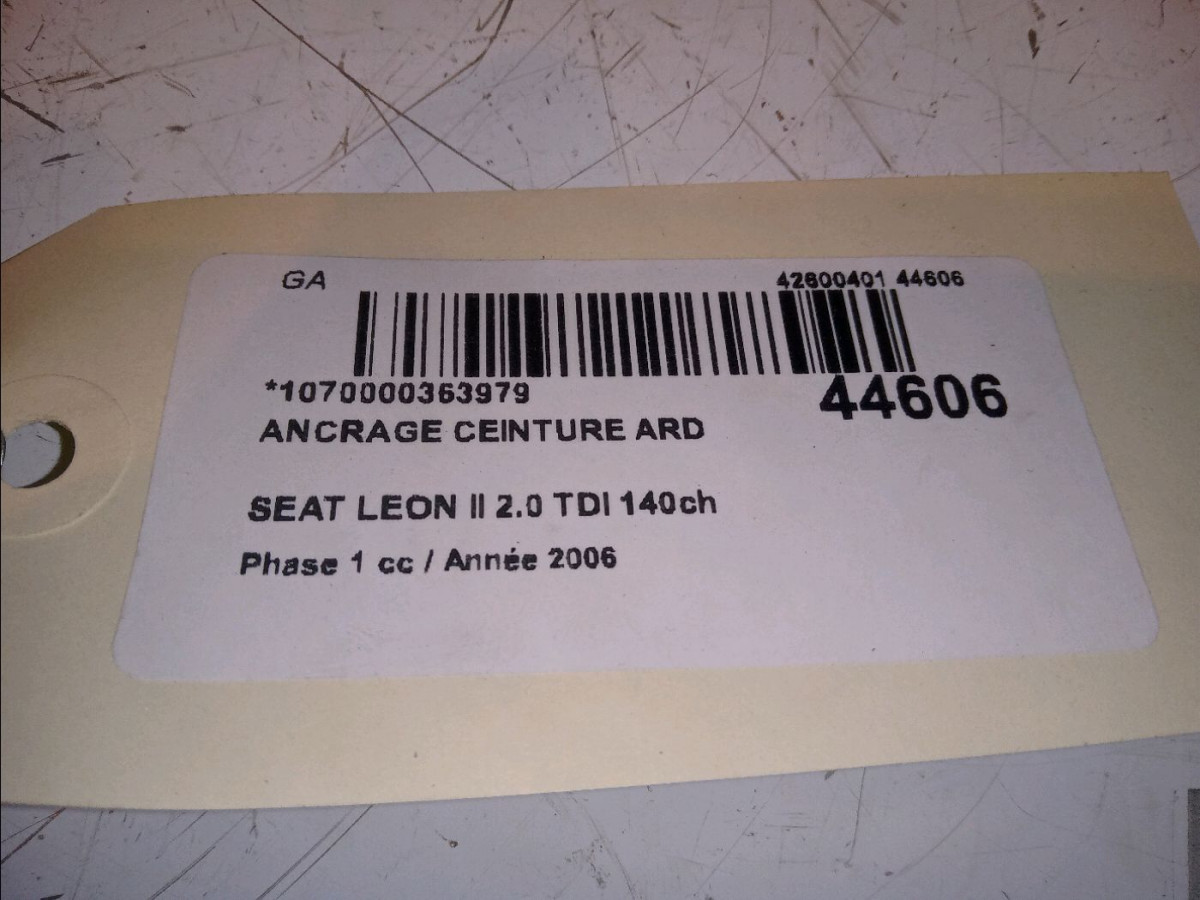 GA
42600401 44606
*1070000363979
44606
ANCRAGE CEINTURE ARD
SEAT LEON II 2.0 TDI 140ch
Phase 1 cc / Année 2006